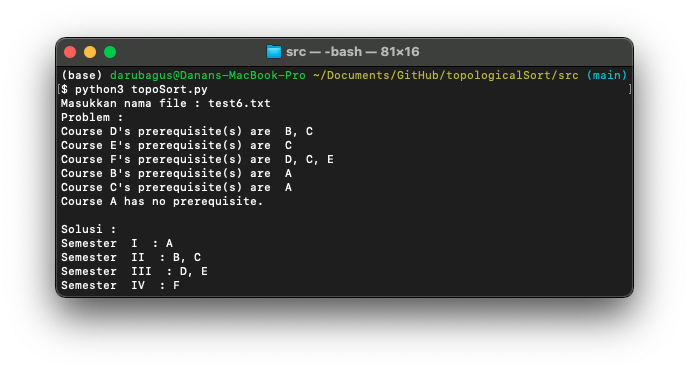 src — -bash — 81×16
(base) darubagus@Danans-MacBook-Pro ~/Documents/GitHub/topologicalSort/src (main)
[$ python3 topoSort.py ]
Masukkan nama file : test6.txt
Problem :
Course D's prerequisite(s) are  B, C
Course E's prerequisite(s) are  C
Course F's prerequisite(s) are  D, C, E
Course B's prerequisite(s) are  A
Course C's prerequisite(s) are  A
Course A has no prerequisite.

Solusi :
Semester  I  : A
Semester  II  : B, C
Semester  III  : D, E
Semester  IV  : F